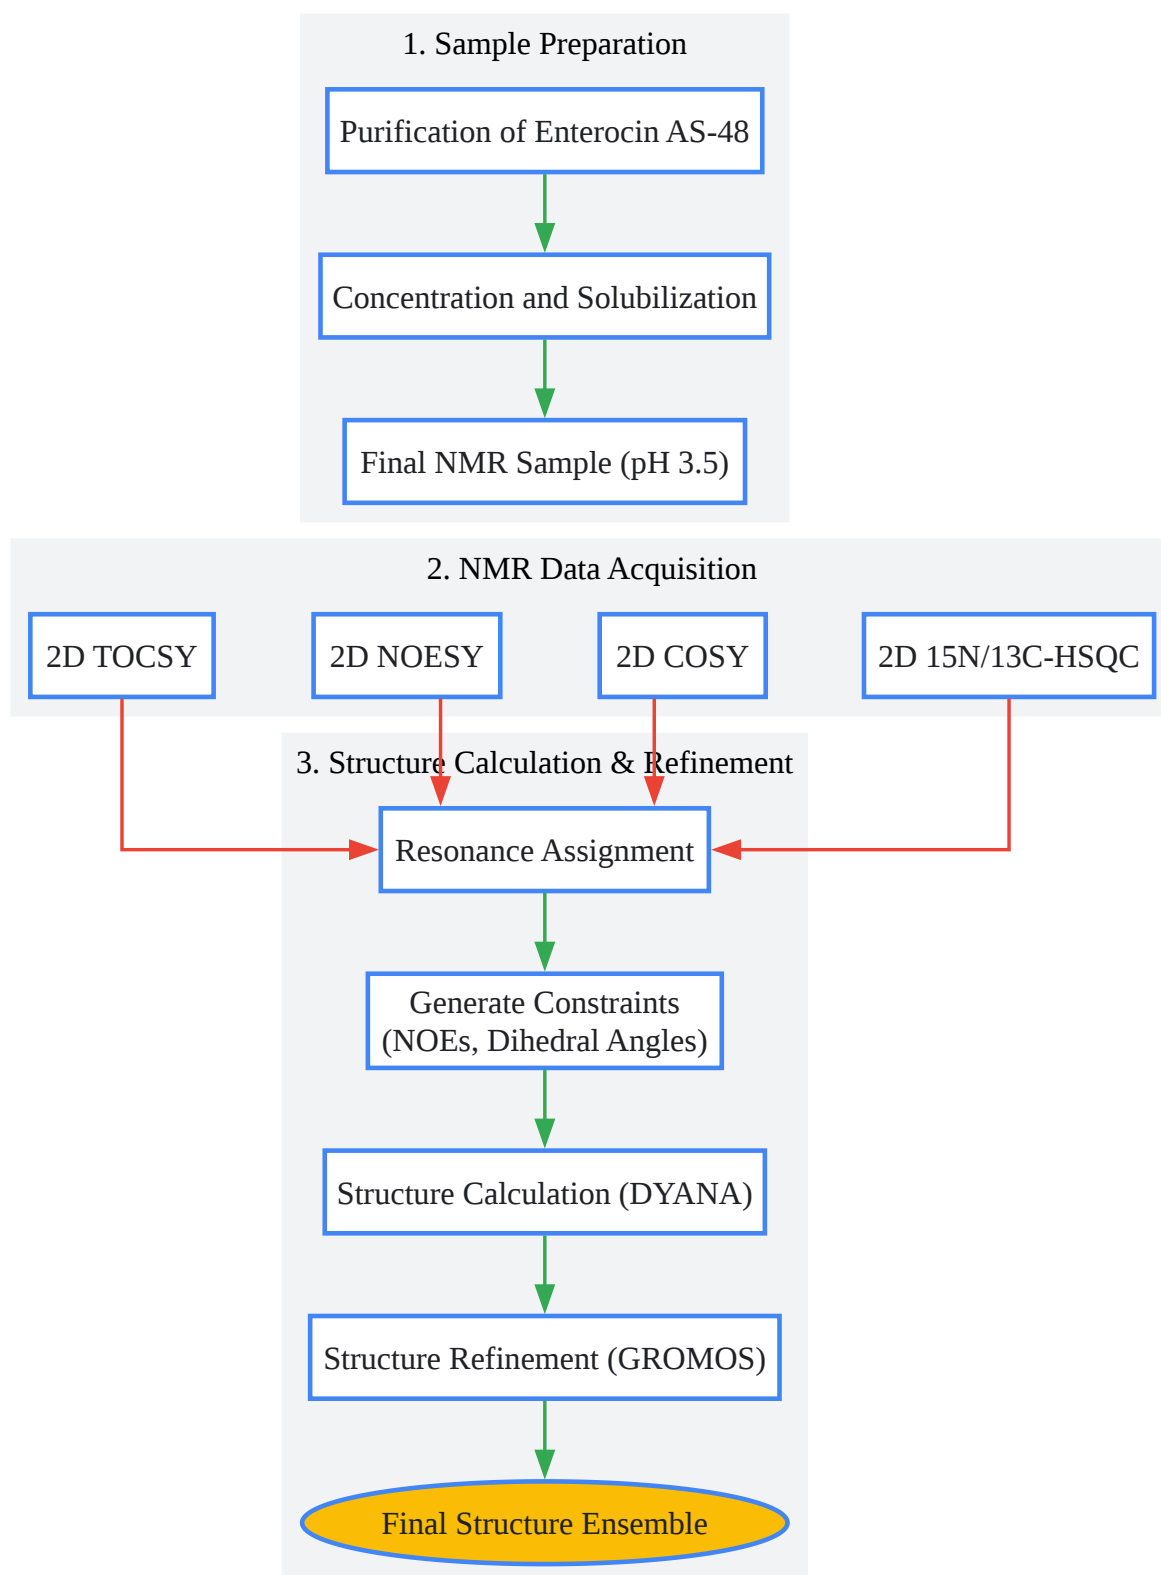 1. Sample Preparation
Purification of Enterocin AS-48
Concentration and Solubilization
Final NMR Sample (pH 3.5)
2. NMR Data Acquisition
2D TOCSY
2D NOESY
2D COSY
2D 15N/13C-HSQC
3. Structure Calculation & Refinement
Resonance Assignment
Generate Constraints
(NOEs, Dihedral Angles)
Structure Calculation (DYANA)
Structure Refinement (GROMOS)
Final Structure Ensemble